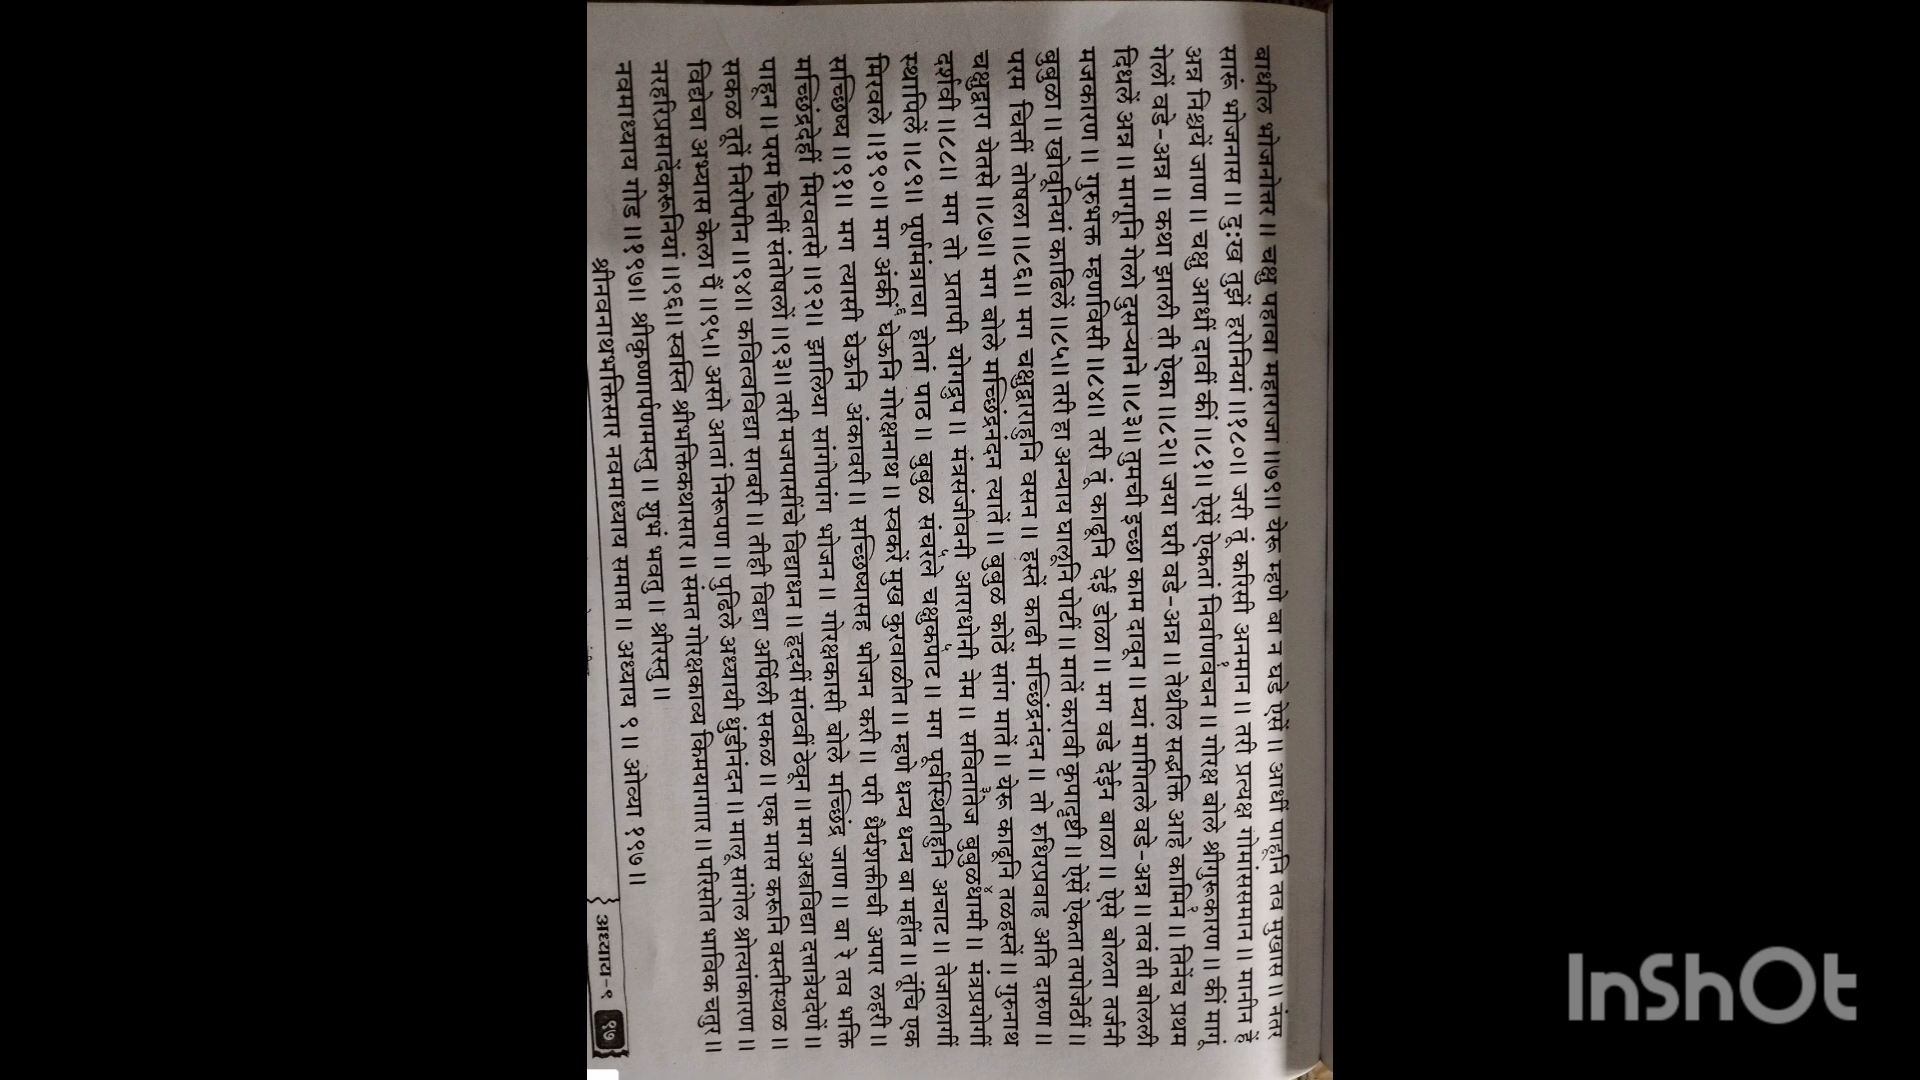 बाधील भोजनोत्तर ॥ चक्षु पहावा महाराजा ॥७९॥ येरू म्हणे बा न घडे ऐसें ॥ आधीं पाहूनि तव मुखास ॥ नंतर
सारूं भोजनास ॥ दुःख तुझें हरोनियां ॥१८०॥ जरी तूं करिसी अनमान ॥ तरी प्रत्यक्ष गोमांससमान ॥ मानीन हें
अन्न निश्चयें जाण ॥ चक्षु आधीं दावीं कीं ॥८१॥ ऐसें ऐकतां निर्वाणवचन ॥ गोरक्ष बोले श्रीगुरूकारण ॥ कीं मागूं
गेलों वडे-अन्न ॥ कथा झाली ती ऐका ॥८२॥ जया घरीं वडे-अन्न ॥ तेथील सद्भक्ति आहे कामिन ॥ तिनेंच प्रथम
दिधलें अन्न ॥ मागूनि गेलो दुसऱ्याने ॥८३॥ तुमची इच्छा काम दावून ॥ म्यां मागितले वडे-अन्न ॥ तंव ती बोलली
मजकारण ॥ गुरुभक्त म्हणविसी ॥८४॥ तरी तूं काढूनि देईं डोळा ॥ मग वडे देईन बाळा ॥ ऐसे बोलता तर्जनी
बुबुळा ॥ खोवूनियां काढिलें ॥८५॥ तरी हा अन्याय घालूनि पोटीं ॥ मातें करावी कृपादृष्टी ॥ ऐसें ऐकता तपोजेठीं ॥
परम चित्तीं तोषला ॥८६॥ मग चक्षुद्वाराहुनि वसन ॥ हस्तें काढी मच्छिंद्रनंदन ॥ तो रुधिरप्रवाह अति दारुण ॥
चक्षुद्वारा येतसे ॥८७॥ मग बोले मच्छिंद्रनंदन त्यातें ॥ बुबुळ कोठें सांग मातें ॥ येरू काढूनि तळहस्तें ॥ गुरुनाथ
दर्शवी ॥८८॥ मग तो प्रतापी योगद्रुम ॥ मंत्रसंजीवनी आराधोनी नेम ॥ सवितातेज बुबुळधामीं ॥ मंत्रप्रयोगीं
स्थापिलें ॥८९॥ पूर्णमंत्राचा होतां पाठ ॥ बुबुळ संचरले चक्षुकपाट ॥ मग पूर्वस्थितीहुनि अचाट ॥ तेजालागीं
मिरवले ॥१९०॥ मग अंकीं घेऊनि गोरक्षनाथ ॥ स्वकरें मुख कुरवाळीत ॥ म्हणे धन्य धन्य बा महींत ॥ तूंचि एक
सच्छिष्य ॥९१॥ मग त्यासी घेऊनि अंकावरी ॥ सच्छिष्यासह भोजन करी ॥ परी धैर्यशक्तीची अपार लहरी ॥
मच्छिंद्रदेहीं मिरवतसे ॥९२॥ झालिया सांगोपांग भोजन ॥ गोरक्षकासी बोले मच्छिंद्र जाण ॥ बा रे तव भक्ति
पाहून ॥ परम चित्तीं संतोषलों ॥९३॥ तरी मजपासींचे विद्याधन ॥ हृदयीं सांठवीं ठेवून ॥ मग अस्त्रविद्या दत्तात्रेयदेणें ॥
सकळ तूतें निरोपीन ॥९४॥ कवित्वविद्या साबरी ॥ तीही विद्या अर्पिली सकळ ॥ एक मास करूनि वस्तीस्थळ ॥
विद्येचा अभ्यास केला पैं ॥९५॥ असो आतां निरूपण ॥ पुढिले अध्यायी धुंडीनंदन ॥ मालू सांगेल श्रोत्यांकारण ॥
नरहरिप्रसादेंकरूनियां ॥९६॥ स्वस्ति श्रीभक्तिकथासार ॥ संमत गोरक्षकाव्य किमयागार ॥ परिसोत भाविक चतुर ॥
नवमाध्याय गोड ॥१९७॥ श्रीकृष्णार्पणमस्तु ॥ शुभं भवतु ॥ श्रीरस्तु ॥
श्रीनवनाथभक्तिसार नवमाध्याय समाप्त ॥ अध्याय ९ ॥ ओव्या १९७ ॥
अध्याय-९ ९७
InShOt